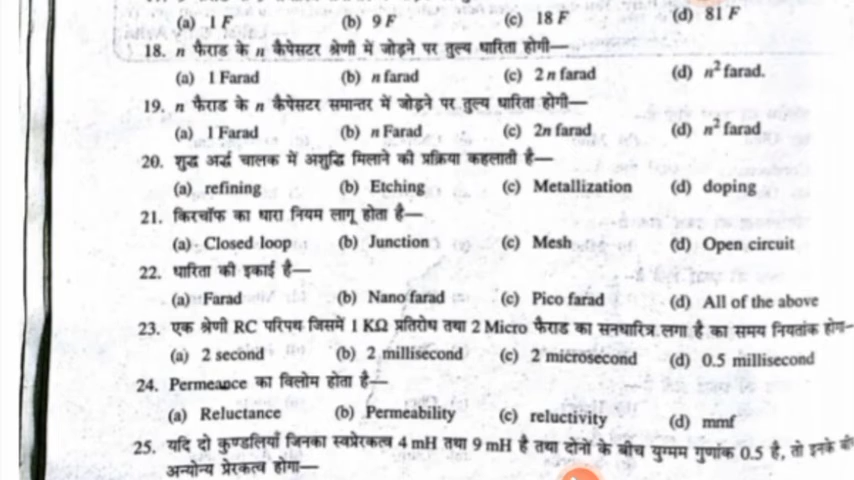 (a) 1 F (b) 9 F (c) 18 F (d) 81 F
18. n फैराड के n कैपेसटर श्रेणी में जोड़ने पर तुल्य धारिता होगी—
(a) 1 Farad (b) n farad (c) 2 n farad (d) n² farad.
19. n फैराड के n कैपेसटर समान्तर में जोड़ने पर तुल्य धारिता होगी—
(a) 1 Farad (b) n Farad (c) 2n farad (d) n² farad
20. शुद्ध अर्द्ध चालक में अशुद्धि मिलाने की प्रक्रिया कहलाती है—
(a) refining (b) Etching (c) Metallization (d) doping
21. किरचॉफ का धारा नियम लागू होता है—
(a) Closed loop (b) Junction (c) Mesh (d) Open circuit
22. धारिता की इकाई है—
(a) Farad (b) Nano farad (c) Pico farad (d) All of the above
23. एक श्रेणी RC परिपथ जिसमें 1 KΩ प्रतिरोध तथा 2 Micro फैराड का सनधारित्र लगा है का समय नियतांक होगा—
(a) 2 second (b) 2 millisecond (c) 2 microsecond (d) 0.5 millisecond
24. Permeance का विलोम होता है—
(a) Reluctance (b) Permeability (c) reluctivity (d) mmf
25. यदि दो कुण्डलियाँ जिनका स्वप्रेरकत्व 4 mH तथा 9 mH है तथा दोनों के बीच युग्मम गुणांक 0.5 है, तो इनके
अन्योन्य प्रेरकत्व होगा—